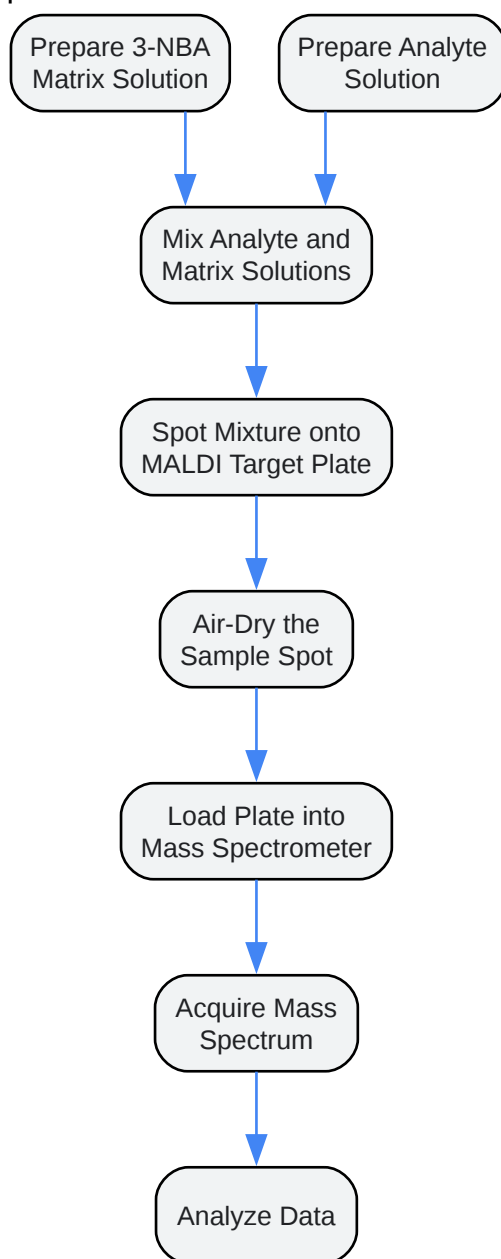 Prepare 3-NBA
Matrix Solution
Prepare Analyte
Solution
Mix Analyte and
Matrix Solutions
Spot Mixture onto
MALDI Target Plate
Air-Dry the
Sample Spot
Load Plate into
Mass Spectrometer
Acquire Mass
Spectrum
Analyze Data